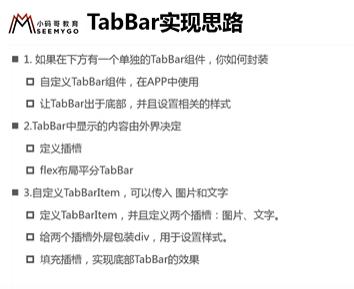 小码哥教育
SEEMYGO
TabBar实现思路
1. 如果在下方有一个单独的TabBar组件，你如何封装
自定义TabBar组件，在APP中使用
让TabBar出于底部，并且设置相关的样式
2.TabBar中显示的内容由外界决定
定义插槽
flex布局平分TabBar
3.自定义TabBarItem，可以传入 图片和文字
定义TabBarItem，并且定义两个插槽：图片、文字。
给两个插槽外层包装div，用于设置样式。
填充插槽，实现底部TabBar的效果